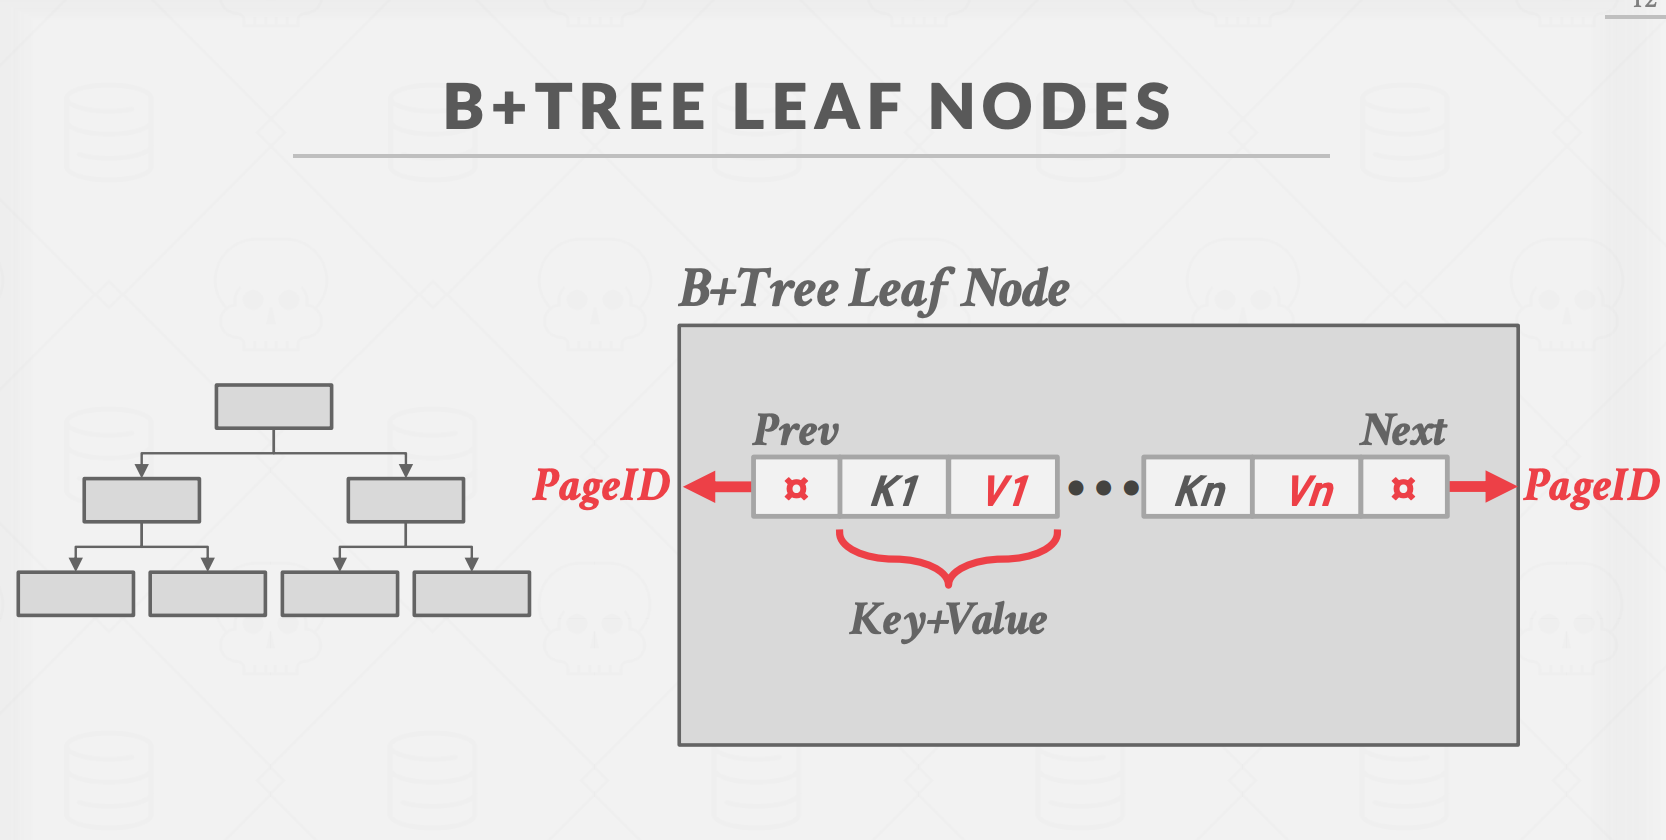 B+TREE LEAF NODES
B+Tree Leaf Node
Prev Next
PageID ¤ K1 V1 ••• Kn Vn ¤ PageID
Key+Value